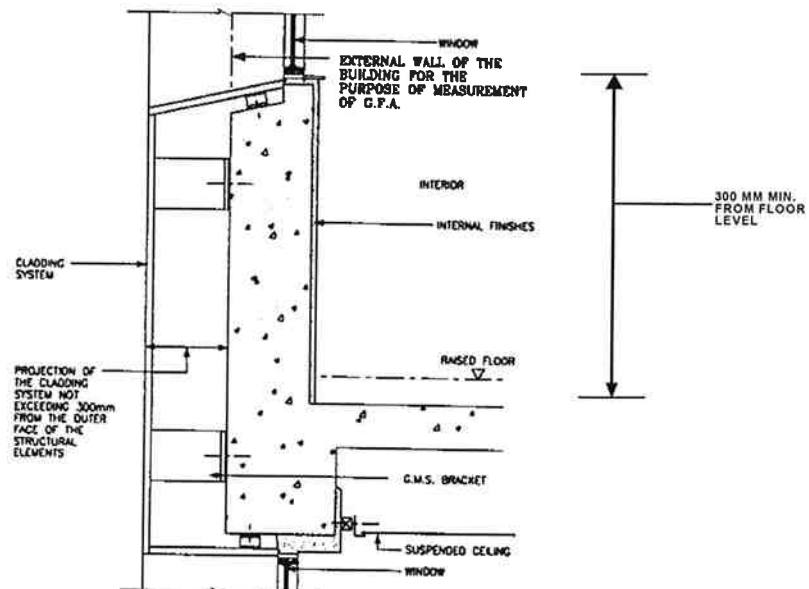 WINDOW
EXTERNAL WALL OF THE
BUILDING FOR THE
PURPOSE OF MEASUREMENT
OF G.F.A.
INTERIOR
300 MM MIN.
FROM FLOOR
LEVEL
INTERNAL FINISHES
CLADDING
SYSTEM
RAISED FLOOR
PROJECTION OF
THE CLADDING
SYSTEM NOT
EXCEEDING 300mm
FROM THE OUTER
FACE OF THE
STRUCTURAL
ELEMENTS
G.M.S. BRACKET
SUSPENDED CEILING
WINDOW